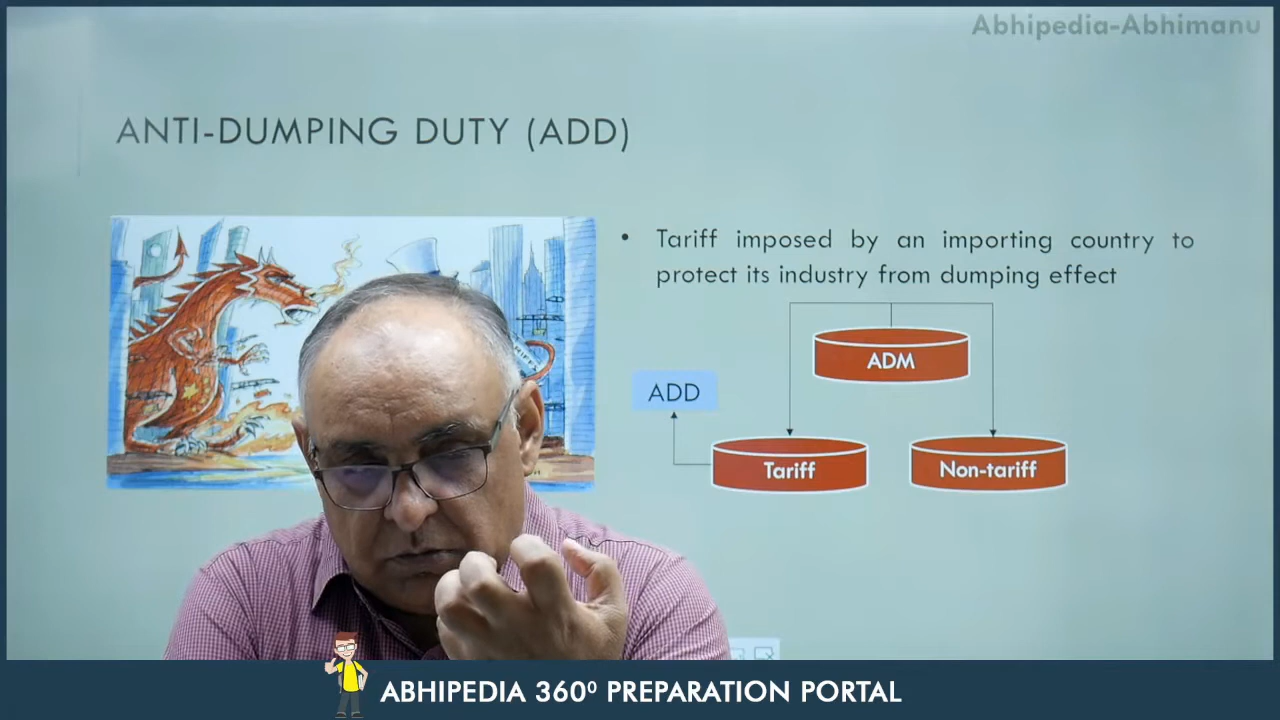 Abhipedia-Abhimanu
ANTI-DUMPING DUTY (ADD)
• Tariff imposed by an importing country to
protect its industry from dumping effect
ADM
ADD
Tariff
Non-tariff
ABHIPEDIA 360⁰ PREPARATION PORTAL